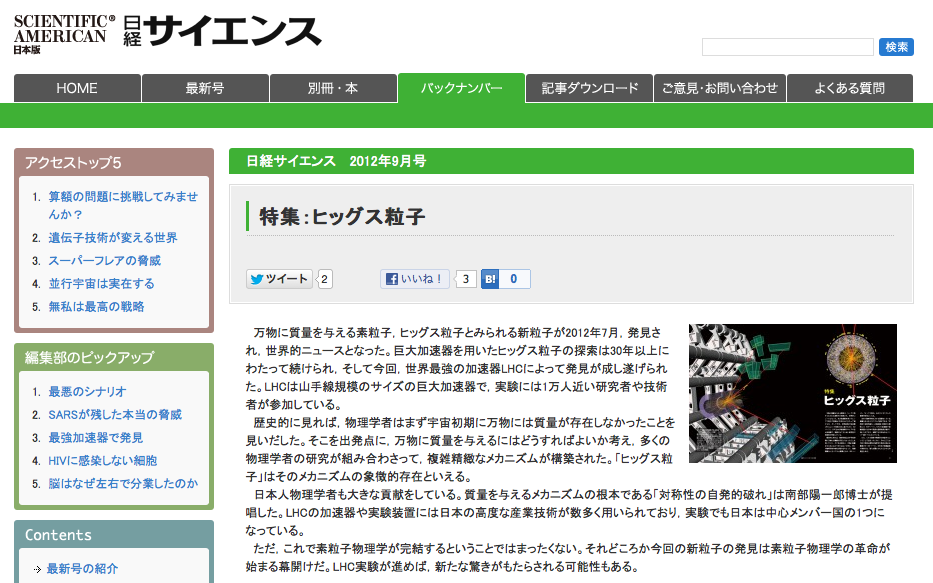 SCIENTIFIC®
AMERICAN
日本版
日経サイエンス
検索
HOME
最新号
別冊・本
バックナンバー
記事ダウンロード
ご意見・お問い合わせ
よくある質問
アクセストップ5
1. 算額の問題に挑戦してみませ
んか？
2. 遺伝子技術が変える世界
3. スーパーフレアの脅威
4. 並行宇宙は実在する
5. 無私は最高の戦略
編集部のピックアップ
1. 最悪のシナリオ
2. SARSが残した本当の脅威
3. 最強加速器で発見
4. HIVに感染しない細胞
5. 脳はなぜ左右で分業したのか
Contents
→ 最新号の紹介
日経サイエンス 2012年9月号
特集：ヒッグス粒子
ツイート
2
いいね！
3
B!
0
万物に質量を与える素粒子，ヒッグス粒子とみられる新粒子が2012年7月，発見さ
れ，世界的ニュースとなった。巨大加速器を用いたヒッグス粒子の探索は30年以上に
わたって続けられ，そして今回，世界最強の加速器LHCによって発見が成し遂げられ
た。LHCは山手線規模のサイズの巨大加速器で，実験には1万人近い研究者や技術
者が参加している。
歴史的に見れば，物理学者はまず宇宙初期に万物には質量が存在しなかったことを
見いだした。そこを出発点に，万物に質量を与えるにはどうすればよいか考え，多くの
物理学者の研究が組み合わさって，複雑精緻なメカニズムが構築された。「ヒッグス粒
子」はそのメカニズムの象徴的存在といえる。
日本人物理学者も大きな貢献をしている。質量を与えるメカニズムの根本である「対称性の自発的破れ」は南部陽一郎博士が提
唱した。LHCの加速器や実験装置には日本の高度な産業技術が数多く用いられており，実験でも日本は中心メンバー国の1つに
なっている。
ただ，これで素粒子物理学が完結するということではまったくない。それどころか今回の新粒子の発見は素粒子物理学の革命が
始まる幕開けだ。LHC実験が進めば，新たな驚きがもたらされる可能性もある。
特集
ヒッグス粒子